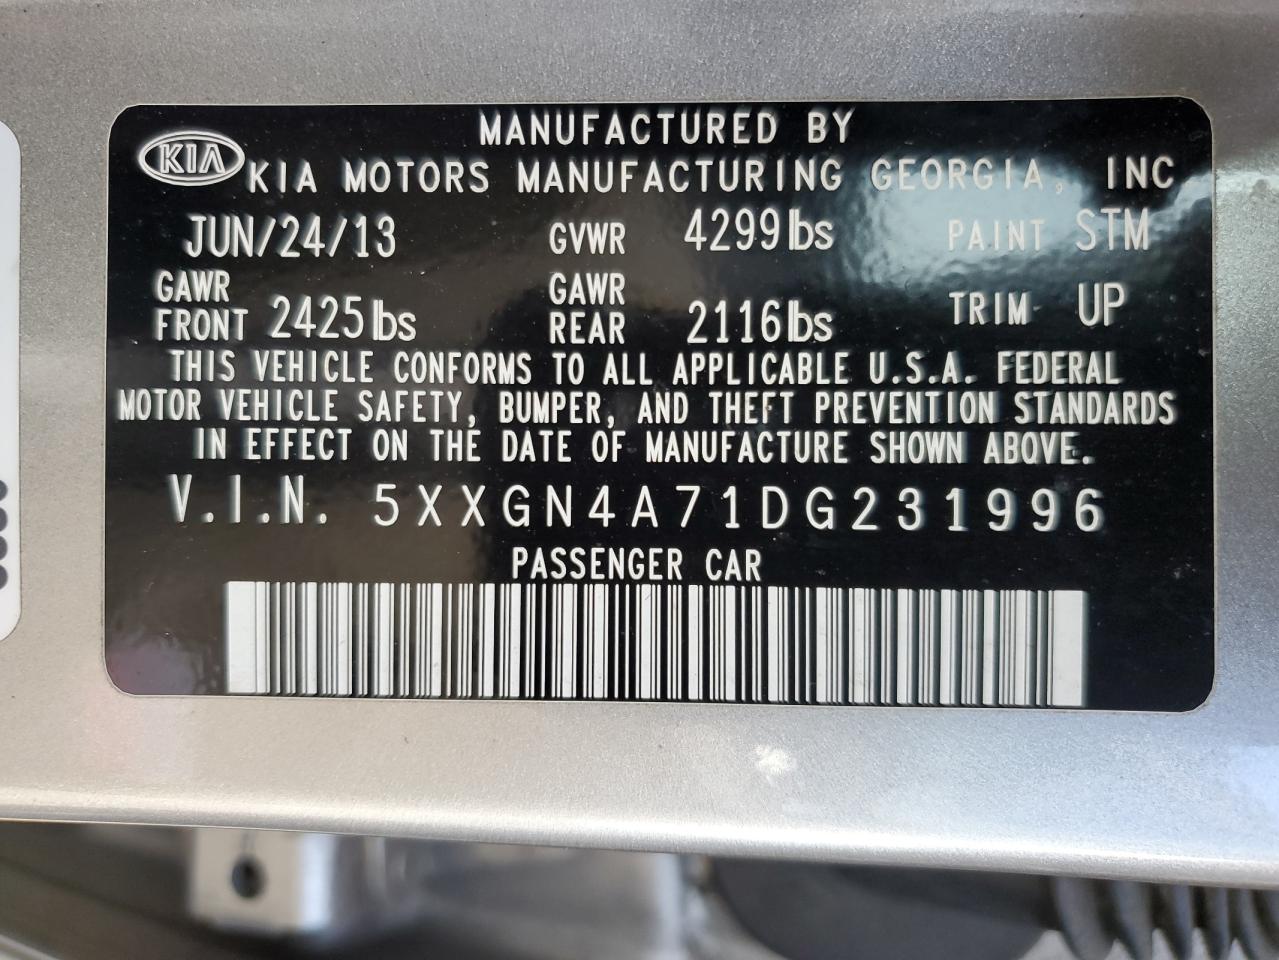 MANUFACTURED BY
KIA KIA MOTORS MANUFACTURING GEORGIA, INC
JUN/24/13 GVWR 4299lbs PAINT STM
GAWR FRONT 2425lbs GAWR REAR 2116lbs TRIM UP
THIS VEHICLE CONFORMS TO ALL APPLICABLE U.S.A. FEDERAL
MOTOR VEHICLE SAFETY, BUMPER, AND THEFT PREVENTION STANDARDS
IN EFFECT ON THE DATE OF MANUFACTURE SHOWN ABOVE.
V.I.N. 5XXGN4A71DG231996
PASSENGER CAR